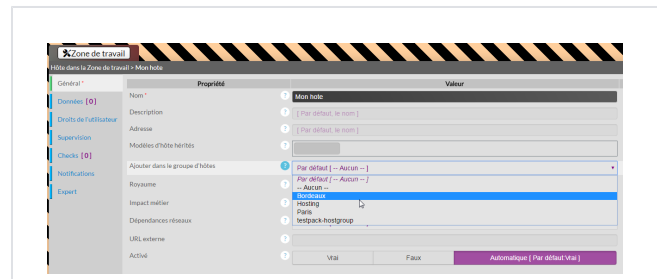 Zone de travail
Hôte dans la Zone de travail > Mon hote
Général *
Données [0]
Droits de l'utilisateur
Supervision
Checks [0]
Notifications
Expert
Propriété Valeur
Nom * ? Mon hote
Description ? [ Par défaut, le nom ]
Adresse ? [ Par défaut, le nom ]
Modèles d'hôte hérités ?
Ajouter dans le groupe d'hôtes ? Par défaut [ -- Aucun -- ]
Par défaut [ -- Aucun -- ]
-- Aucun --
Royaume ? Bordeaux
Hosting
Impact métier ? Paris
Dépendances réseaux ? testpack-hostgroup
URL externe ?
Activé ? Vrai Faux Automatique [ Par défaut:Vrai ]